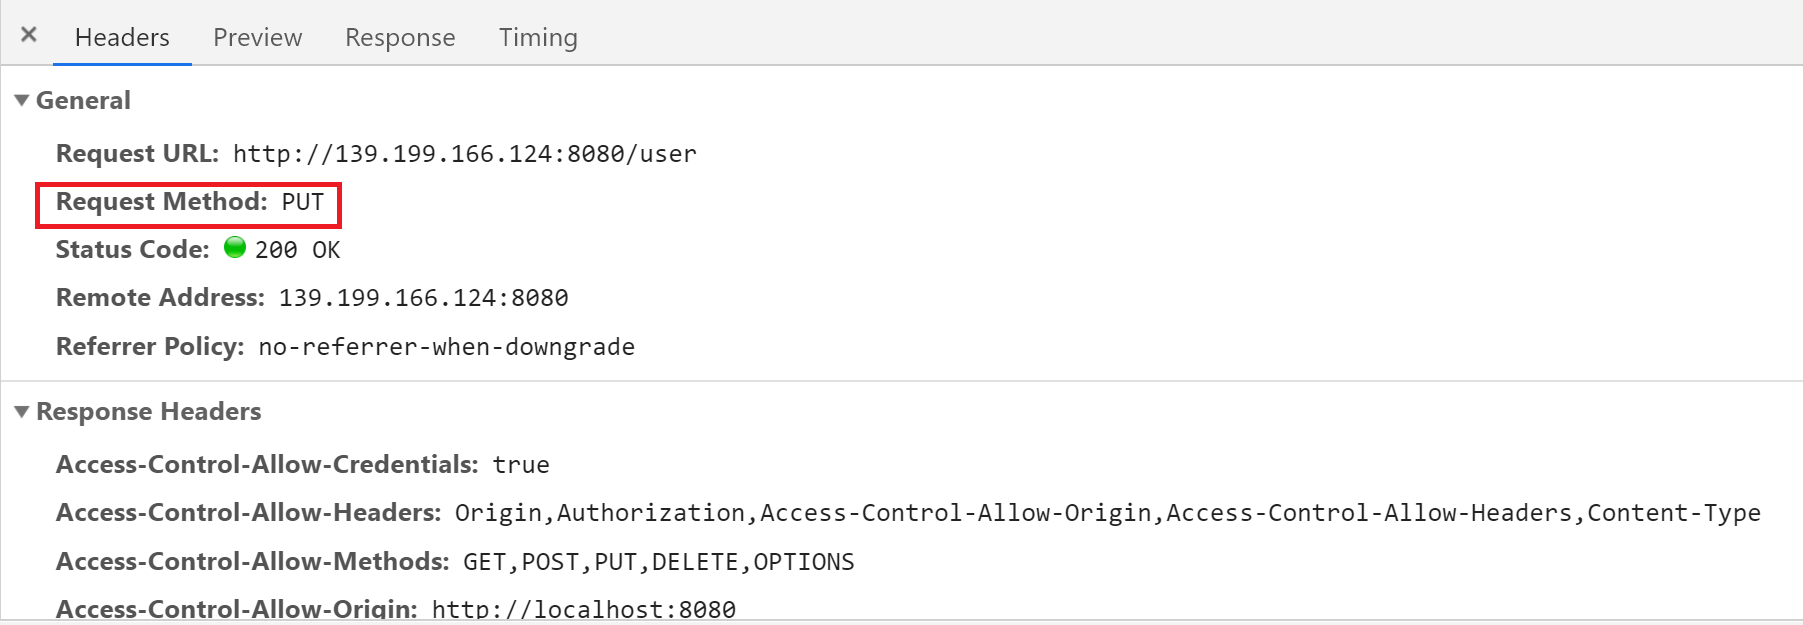 Headers Preview Response Timing
General
Request URL: http://139.199.166.124:8080/user
Request Method: PUT
Status Code: 200 OK
Remote Address: 139.199.166.124:8080
Referrer Policy: no-referrer-when-downgrade
Response Headers
Access-Control-Allow-Credentials: true
Access-Control-Allow-Headers: Origin,Authorization,Access-Control-Allow-Origin,Access-Control-Allow-Headers,Content-Type
Access-Control-Allow-Methods: GET,POST,PUT,DELETE,OPTIONS
Access-Control-Allow-Origin: http://localhost:8080